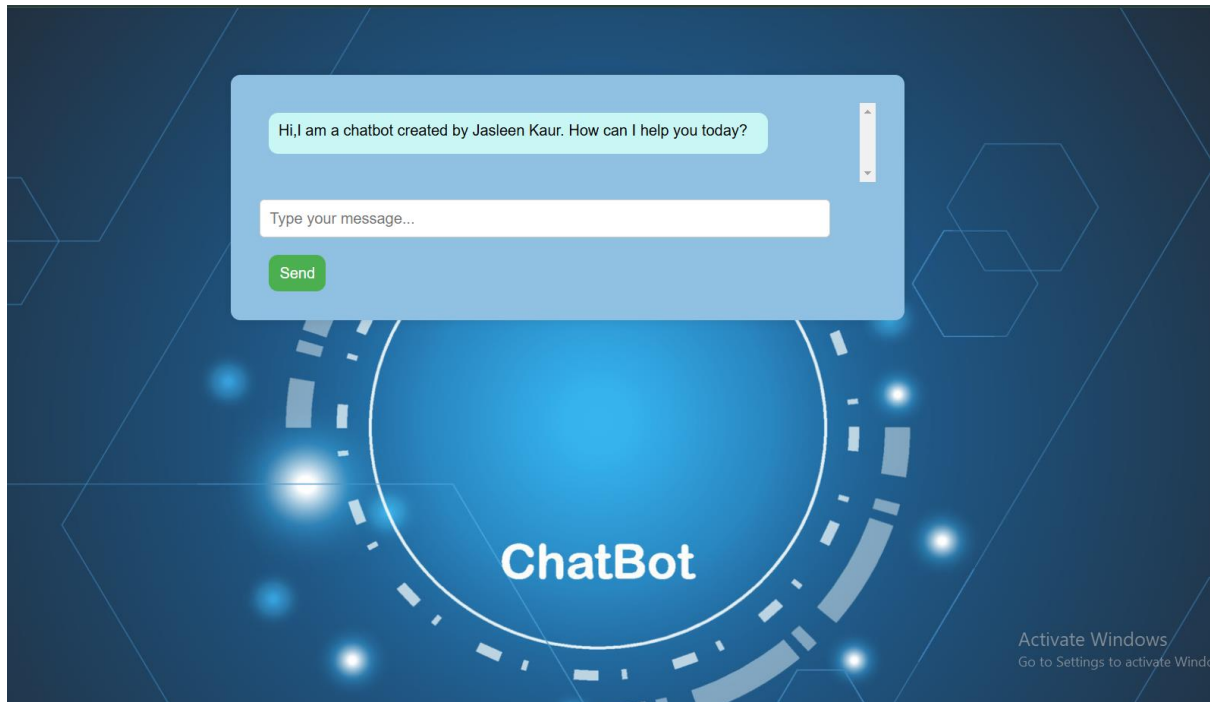 Hi,I am a chatbot created by Jasleen Kaur. How can I help you today?
Type your message...
Send
ChatBot
Activate Windows
Go to Settings to activate